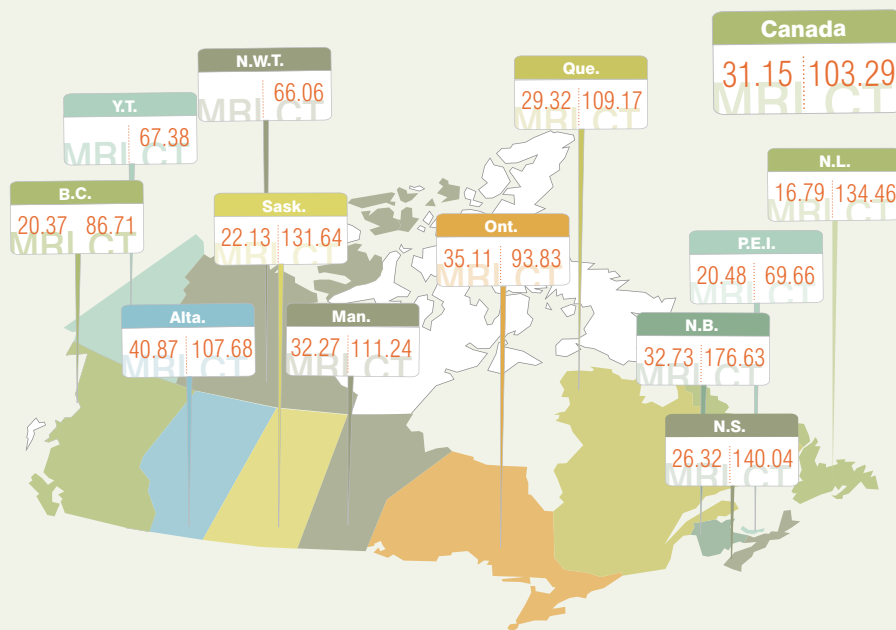 Canada
31.15 103.29
MRI CT
N.W.T.
66.06
MRI CT
Que.
29.32 109.17
MRI CT
Y.T.
67.38
MRI CT
N.L.
16.79 134.46
MRI CT
B.C.
20.37 86.71
MRI CT
Sask.
22.13 131.64
MRI CT
Ont.
35.11 93.83
MRI CT
P.E.I.
20.48 69.66
MRI CT
Alta.
40.87 107.68
MRI CT
Man.
32.27 111.24
MRI CT
N.B.
32.73 176.63
MRI CT
N.S.
26.32 140.04
MRI CT